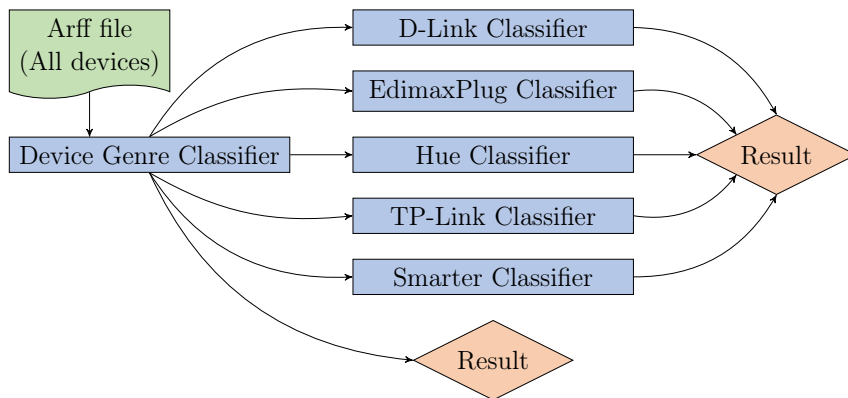 Arff file
(All devices)
Device Genre Classifier
D-Link Classifier
EdimaxPlug Classifier
Hue Classifier
TP-Link Classifier
Smarter Classifier
Result
Result